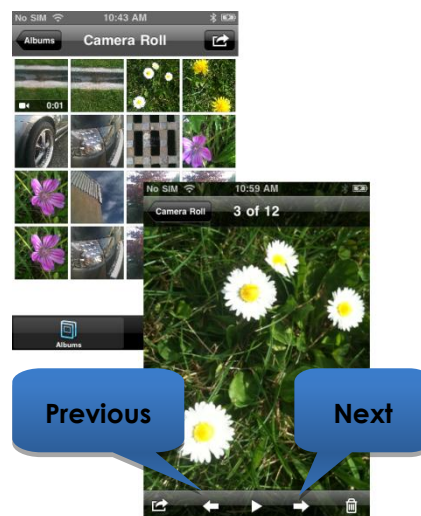 No SIM 10:43 AM
Albums Camera Roll
0:01
No SIM 10:59 AM
Camera Roll 3 of 12
Albums
Previous Next